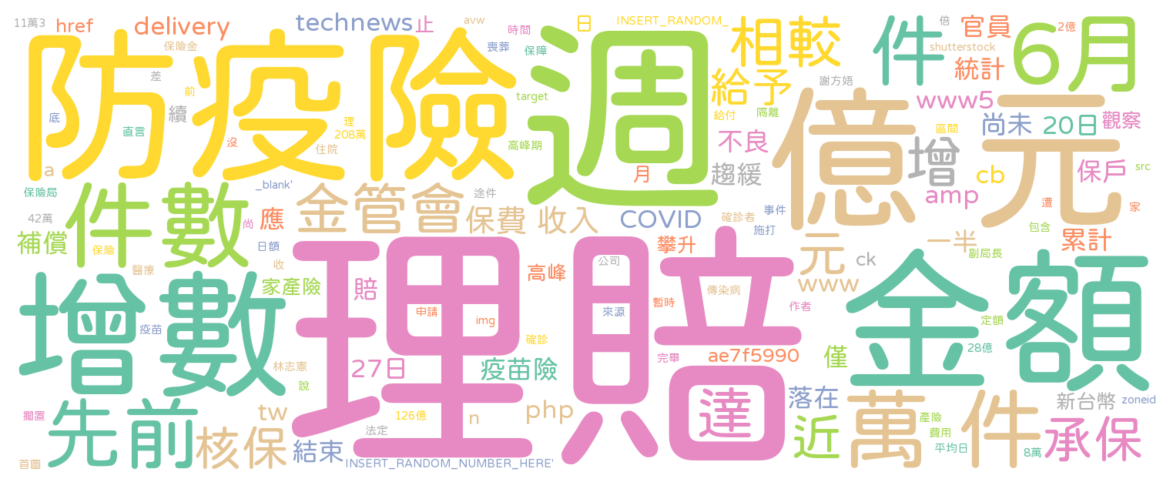 11萬3
href
delivery
technews
止
avw
時間
日
INSERT_RANDOM_
相較
件
倍
官員
6月
2億
保險金
喪葬
保障
shutterstock
防疫險
週
差
前
給予
謝方娪
統計
底
直言
續
沒
理
208萬
target
給付
隔離
億元
www5
尚未
20日
觀察
a
住院
高峰期
不良
區間
增
保險局
_blank'
月
趨緩
保戶
src
件數
途件
amp
cb
42萬
尚
應
金管會
保費
收入
COVID
確診者
事件
施打
遭
家
補償
保險
日額
攀升
元
一半
包含
累計
副局長
醫療
收
家產險
賠
高峰
公司
ck
www
傳染病
增數
理賠
金額
申請
img
來源
暫時
作者
疫苗
確診
定額
林志憲
27日
疫苗險
完畢
ae7f5990
僅
28億
說
達
落在
萬件
新台幣
zoneid
擱置
先前
tw
126億
n
php
近
產險
承保
核保
法定
費用
結束
平均日
8萬
首圖
INSERT_RANDOM_NUMBER_HERE'